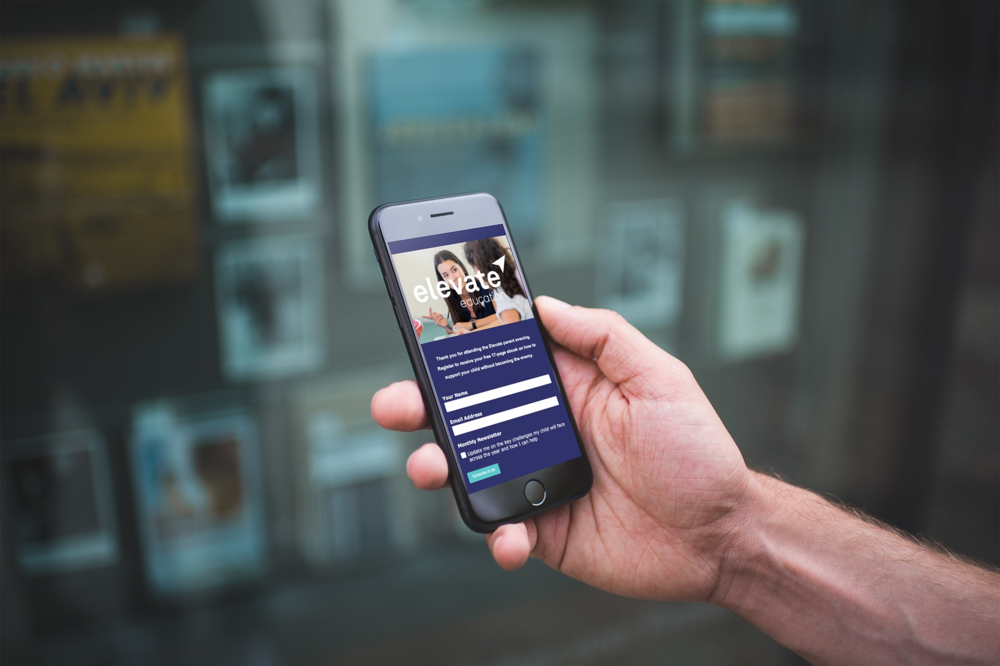 elevate
education
Thank you for attending the Elevate parent evening.
Register to receive your free 17-page ebook on how to
support your child without becoming the enemy.
Your Name
Email Address
Monthly Newsletter
Update me on the key challenges my child will face
across the year and how I can help
Subscribe to list